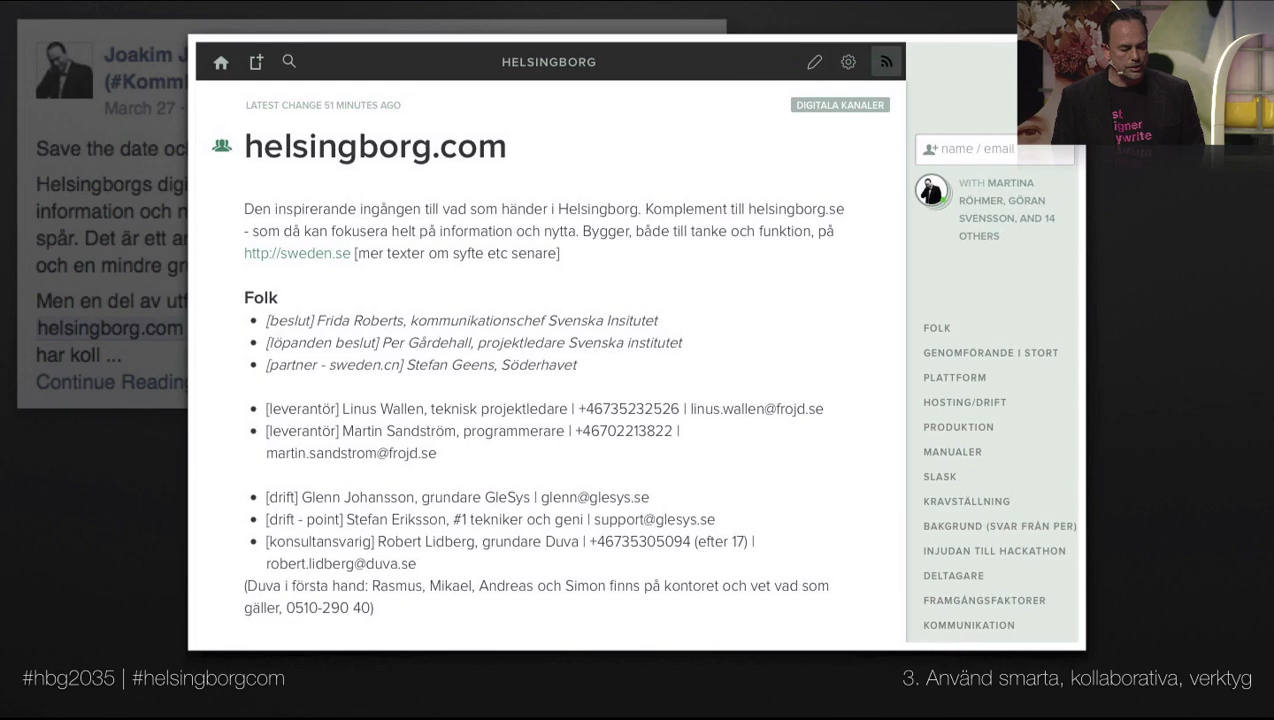 Joakim J
(#Komm
March 27 ·
Save the date oc
Helsingborgs digi
information och n
spår. Det är ett ar
och en mindre gr
Men en del av utf
helsingborg.com
har koll ...
Continue Reading
HELSINGBORG
LATEST CHANGE 51 MINUTES AGO
DIGITALA KANALER
helsingborg.com
Den inspirerande ingången till vad som händer i Helsingborg. Komplement till helsingborg.se
- som då kan fokusera helt på information och nytta. Bygger, både till tanke och funktion, på
http://sweden.se [mer texter om syfte etc senare]
Folk
• [beslut] Frida Roberts, kommunikationschef Svenska Insitutet
• [löpanden beslut] Per Gårdehall, projektledare Svenska institutet
• [partner - sweden.cn] Stefan Geens, Söderhavet
• [leverantör] Linus Wallen, teknisk projektledare | +46735232526 | linus.wallen@frojd.se
• [leverantör] Martin Sandström, programmerare | +46702213822 |
martin.sandstrom@frojd.se
• [drift] Glenn Johansson, grundare GleSys | glenn@glesys.se
• [drift - point] Stefan Eriksson, #1 tekniker och geni | support@glesys.se
• [konsultansvarig] Robert Lidberg, grundare Duva | +46735305094 (efter 17) |
robert.lidberg@duva.se
(Duva i första hand: Rasmus, Mikael, Andreas och Simon finns på kontoret och vet vad som
gäller, 0510-290 40)
name / email
WITH MARTINA
RÖHMER, GÖRAN
SVENSSON, AND 14
OTHERS
FOLK
GENOMFÖRANDE I STORT
PLATTFORM
HOSTING/DRIFT
PRODUKTION
MANUALER
SLASK
KRAVSTÄLLNING
BAKGRUND (SVAR FRÅN PER)
INJUDAN TILL HACKATHON
DELTAGARE
FRAMGÅNGSFAKTORER
KOMMUNIKATION
st
igner
ywrite
#hbg2035 | #helsingborgcom
3. Använd smarta, kollaborativa, verktyg